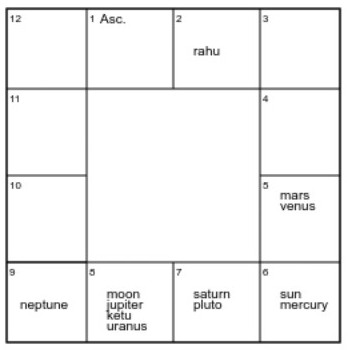 12
1 Asc.
2
3
rahu
11
4
10
5
mars
venus
9
8
7
6
neptune
moon
jupiter
ketu
uranus
saturn
pluto
sun
mercury